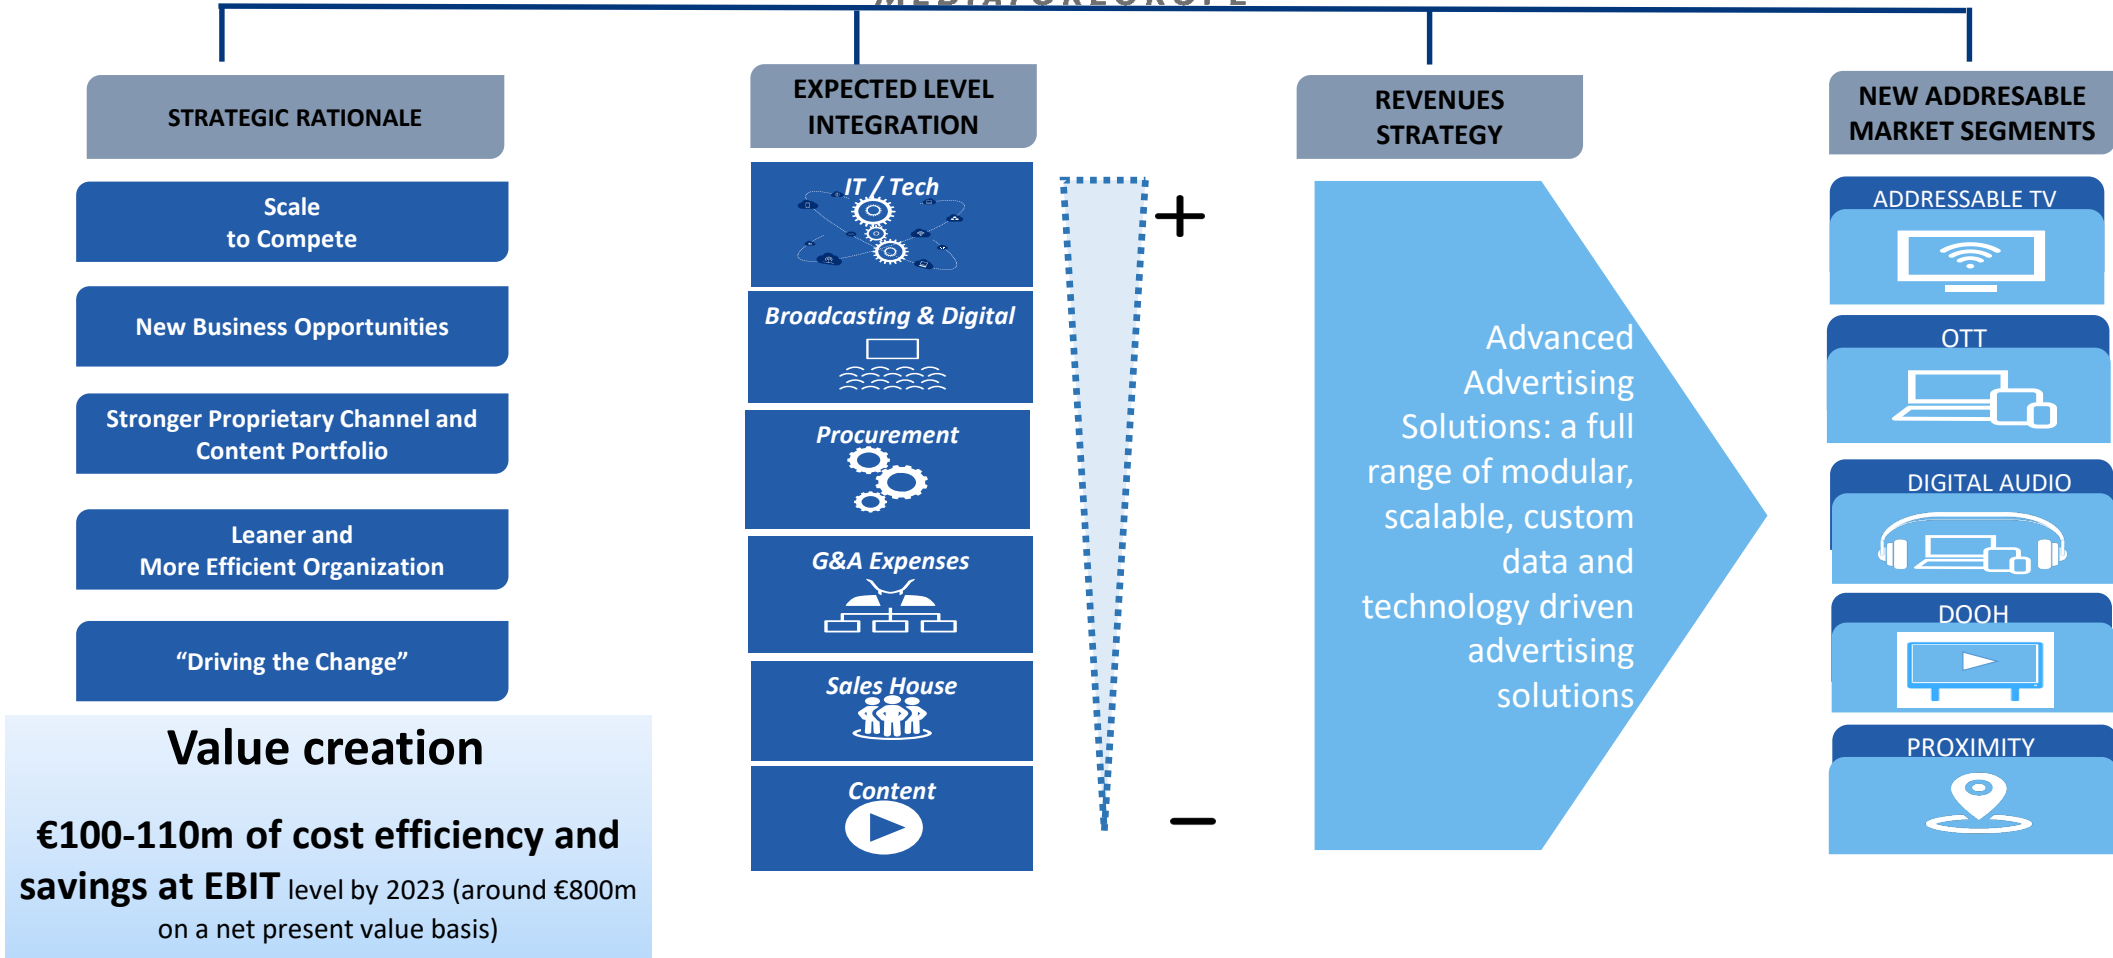 MEDIAFOREUROPE
STRATEGIC RATIONALE
Scale
to Compete
New Business Opportunities
Stronger Proprietary Channel and
Content Portfolio
Leaner and
More Efficient Organization
“Driving the Change”
Value creation
€100-110m of cost efficiency and
savings at EBIT level by 2023 (around €800m
on a net present value basis)
EXPECTED LEVEL
INTEGRATION
IT / Tech
Broadcasting & Digital
Procurement
G&A Expenses
Sales House
Content
+
–
REVENUES
STRATEGY
Advanced
Advertising
Solutions: a full
range of modular,
scalable, custom
data and
technology driven
advertising
solutions
NEW ADDRESABLE
MARKET SEGMENTS
ADDRESSABLE TV
OTT
DIGITAL AUDIO
DOOH
PROXIMITY